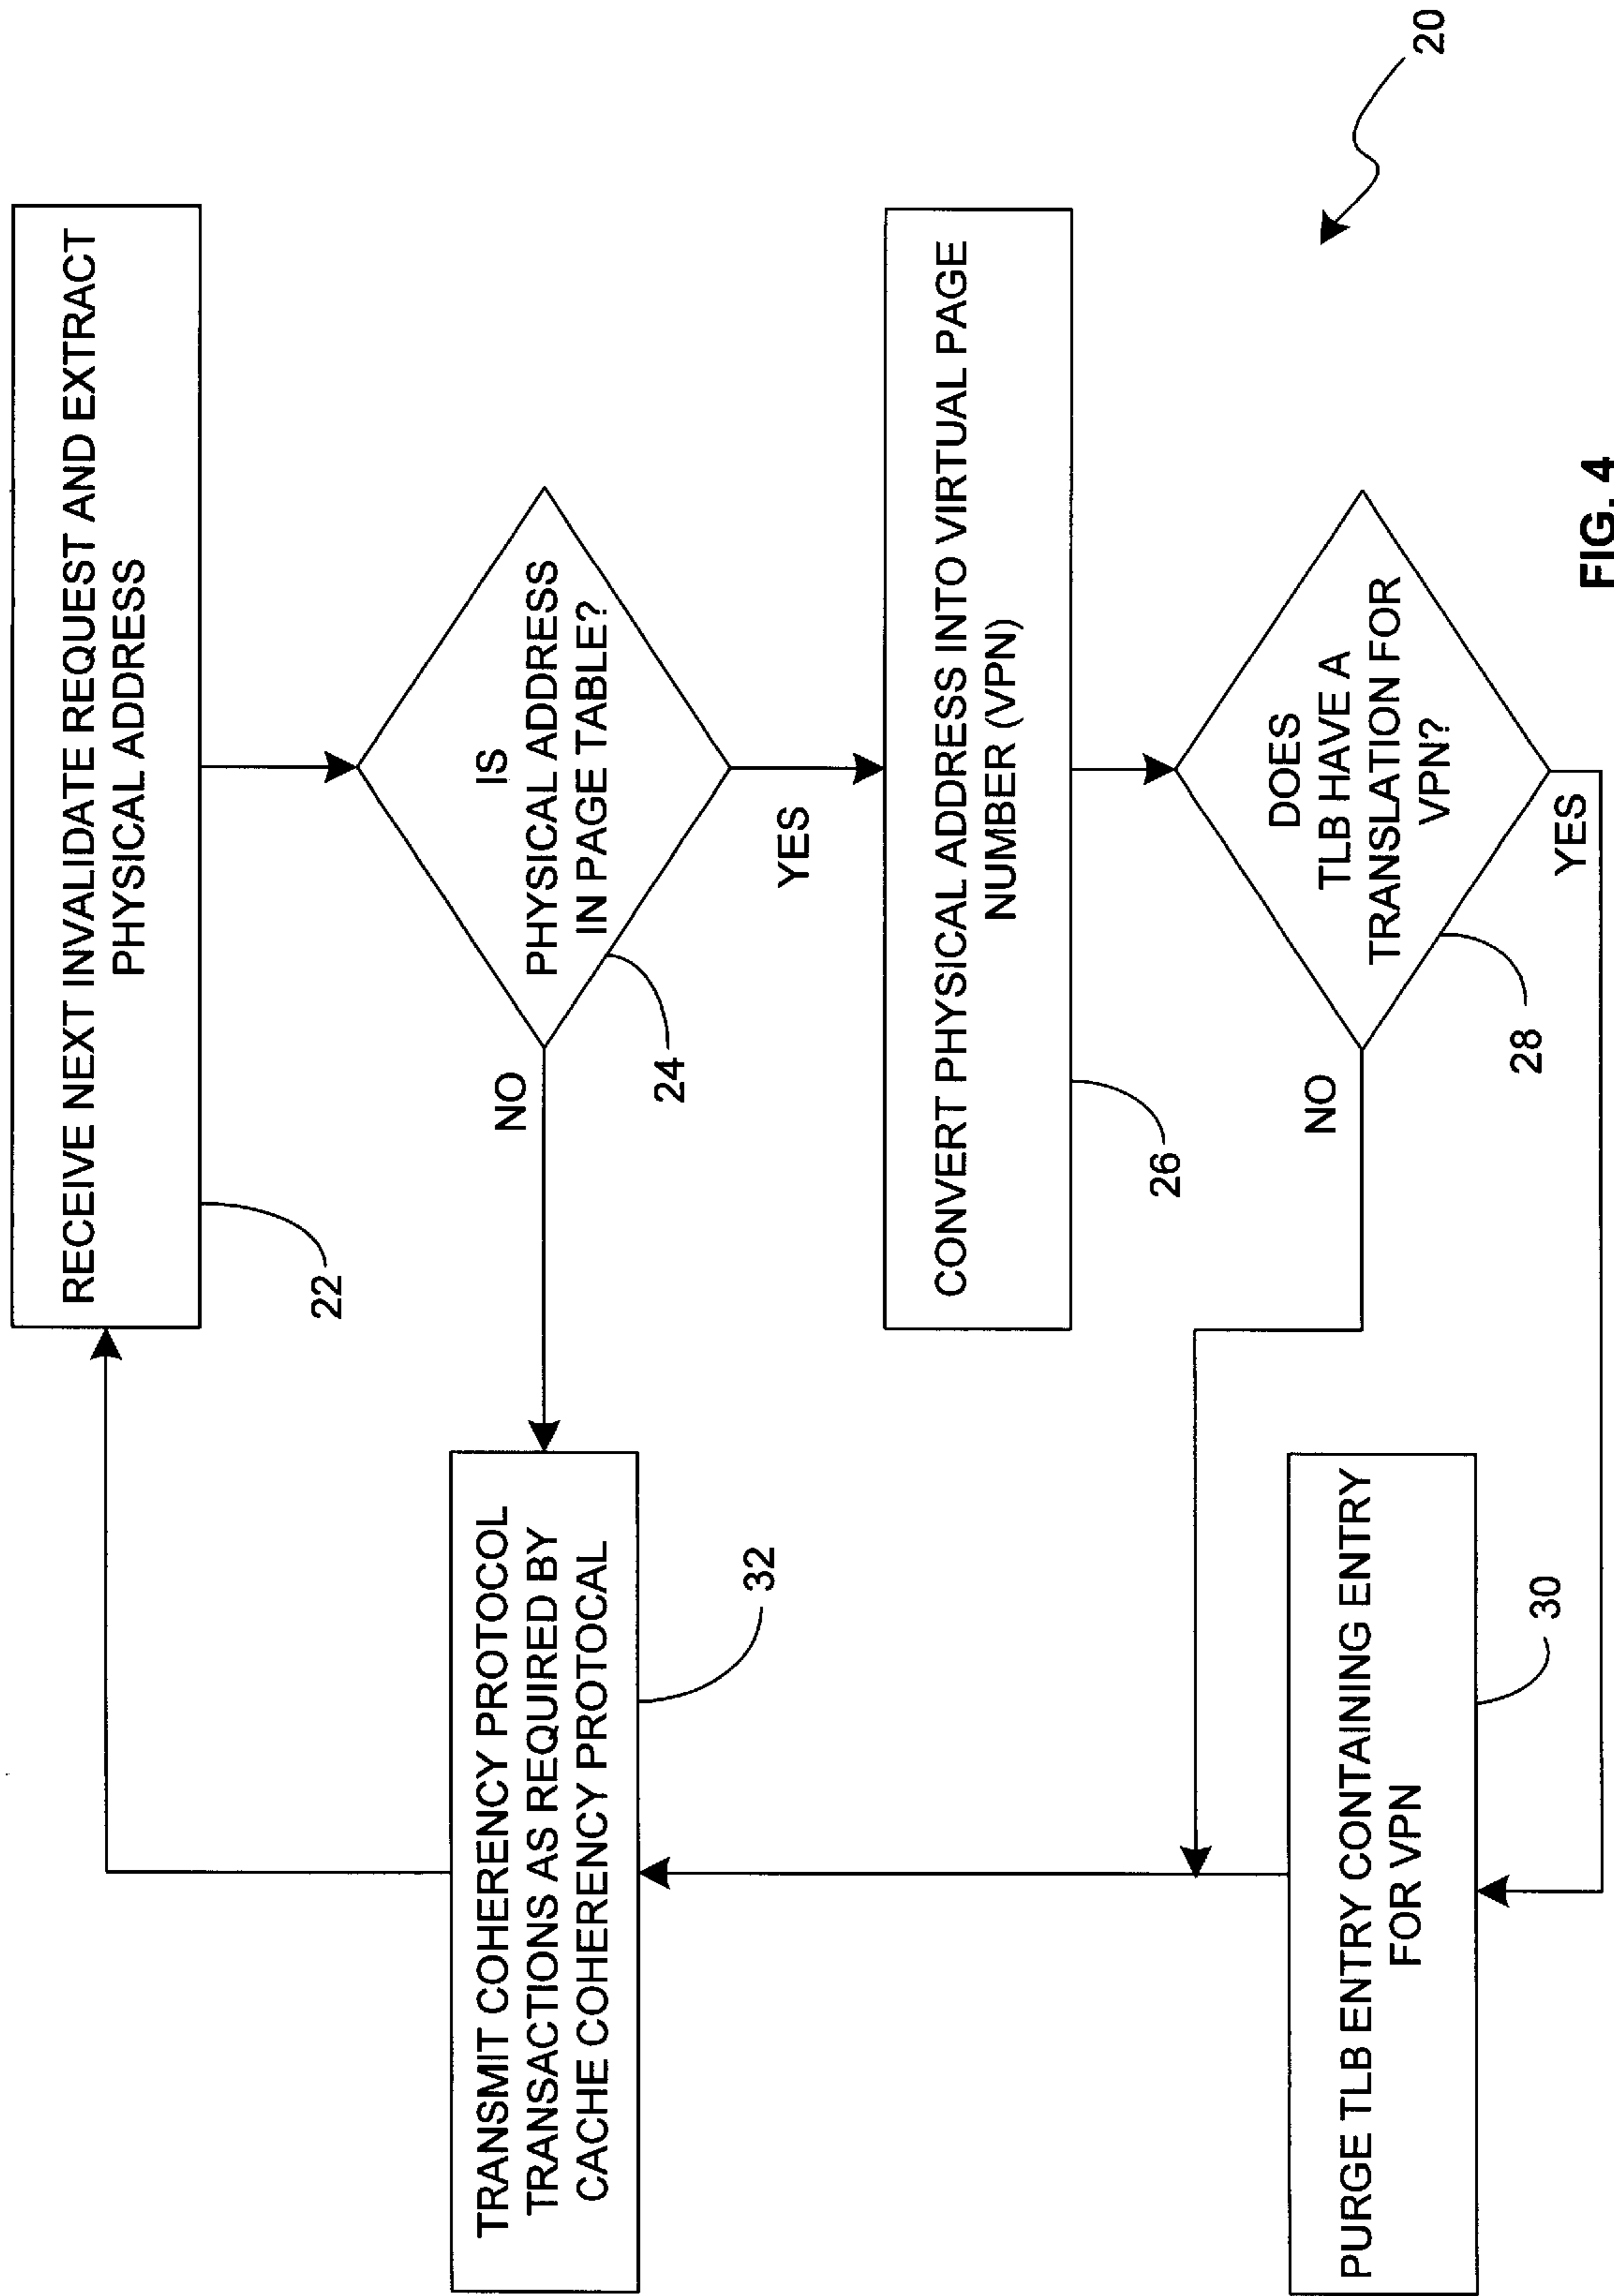 RECEIVE NEXT INVALIDATE REQUEST AND EXTRACT
PHYSICAL ADDRESS
22
IS
PHYSICAL ADDRESS
IN PAGE TABLE?
24
NO
YES
TRANSMIT COHERENCY PROTOCOL
TRANSACTIONS AS REQUIRED BY
CACHE COHERENCY PROTOCAL
32
CONVERT PHYSICAL ADDRESS INTO VIRTUAL PAGE
NUMBER (VPN)
26
DOES
TLB HAVE A
TRANSLATION FOR
VPN?
28
NO
YES
PURGE TLB ENTRY CONTAINING ENTRY
FOR VPN
30
20
FIG. 4